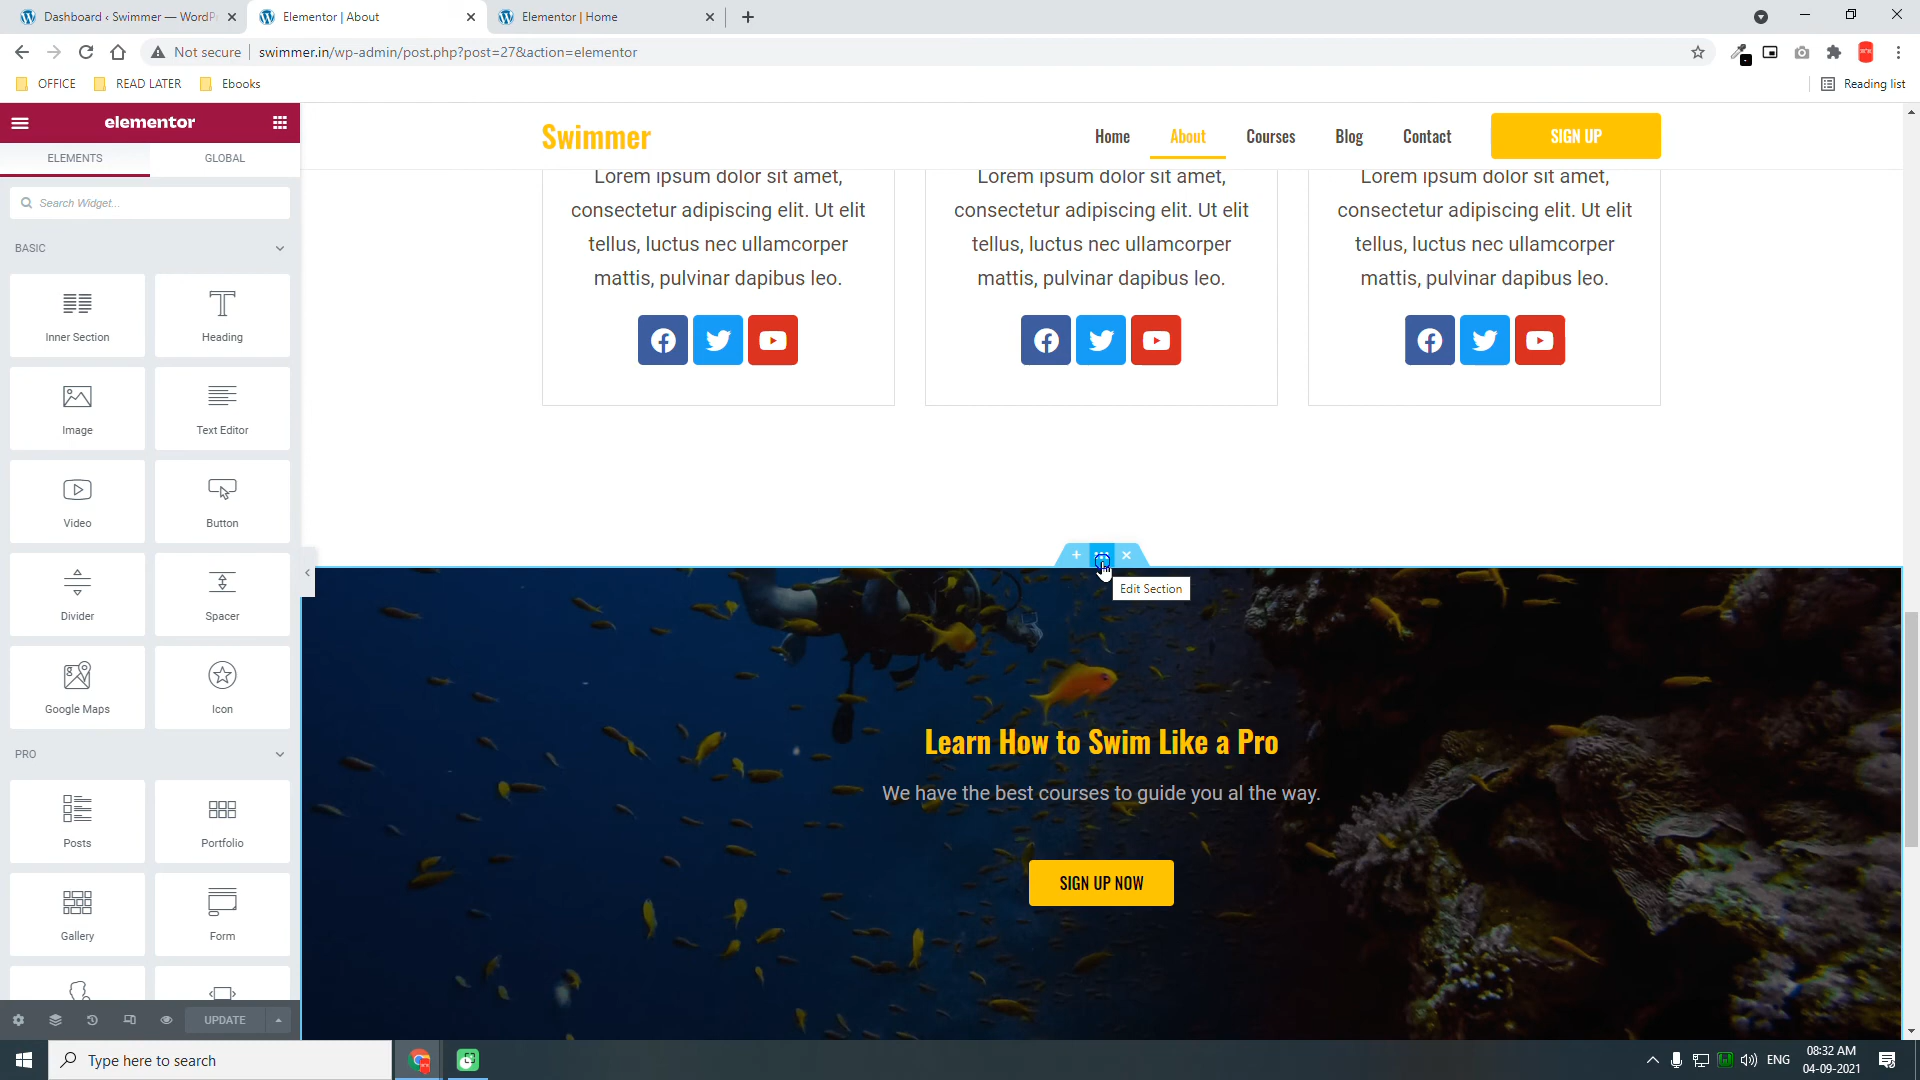 Dashboard ‹ Swimmer — WordP
Elementor | About
Elementor | Home
Not secure
swimmer.in/wp-admin/post.php?post=27&action=elementor
OFFICE
READ LATER
Ebooks
Reading list
elementor
ELEMENTS
GLOBAL
Search Widget...
BASIC
Inner Section
Heading
Image
Text Editor
Video
Button
Divider
Spacer
Google Maps
Icon
PRO
Posts
Portfolio
Gallery
Form
UPDATE
Swimmer
Home
About
Courses
Blog
Contact
SIGN UP
Lorem ipsum dolor sit amet,
consectetur adipiscing elit. Ut elit
tellus, luctus nec ullamcorper
mattis, pulvinar dapibus leo.
Lorem ipsum dolor sit amet,
consectetur adipiscing elit. Ut elit
tellus, luctus nec ullamcorper
mattis, pulvinar dapibus leo.
Lorem ipsum dolor sit amet,
consectetur adipiscing elit. Ut elit
tellus, luctus nec ullamcorper
mattis, pulvinar dapibus leo.
Edit Section
Learn How to Swim Like a Pro
We have the best courses to guide you al the way.
SIGN UP NOW
Type here to search
ENG
08:32 AM
04-09-2021